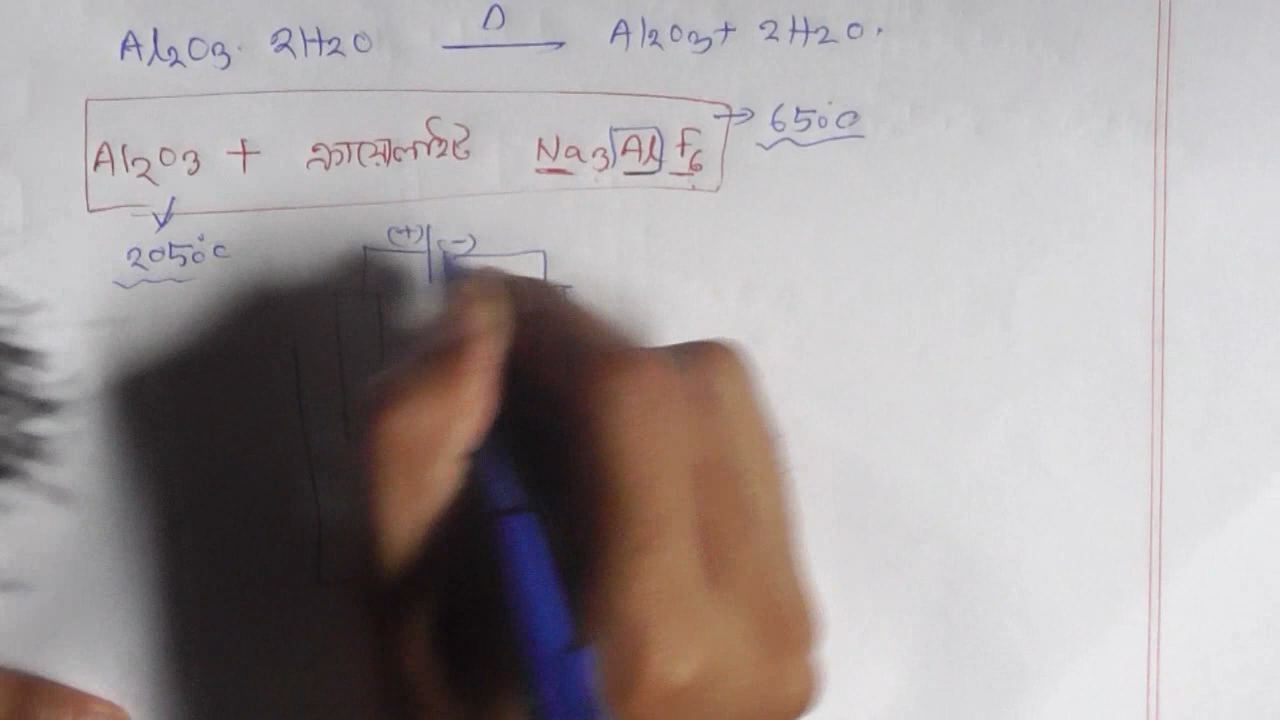 Al2O3. 2H2O Δ Al2O3 + 2H2O.
Al2O3 + ক্রায়োলাইট Na3AlF6 → 650°C
2050°C
(+) (-)